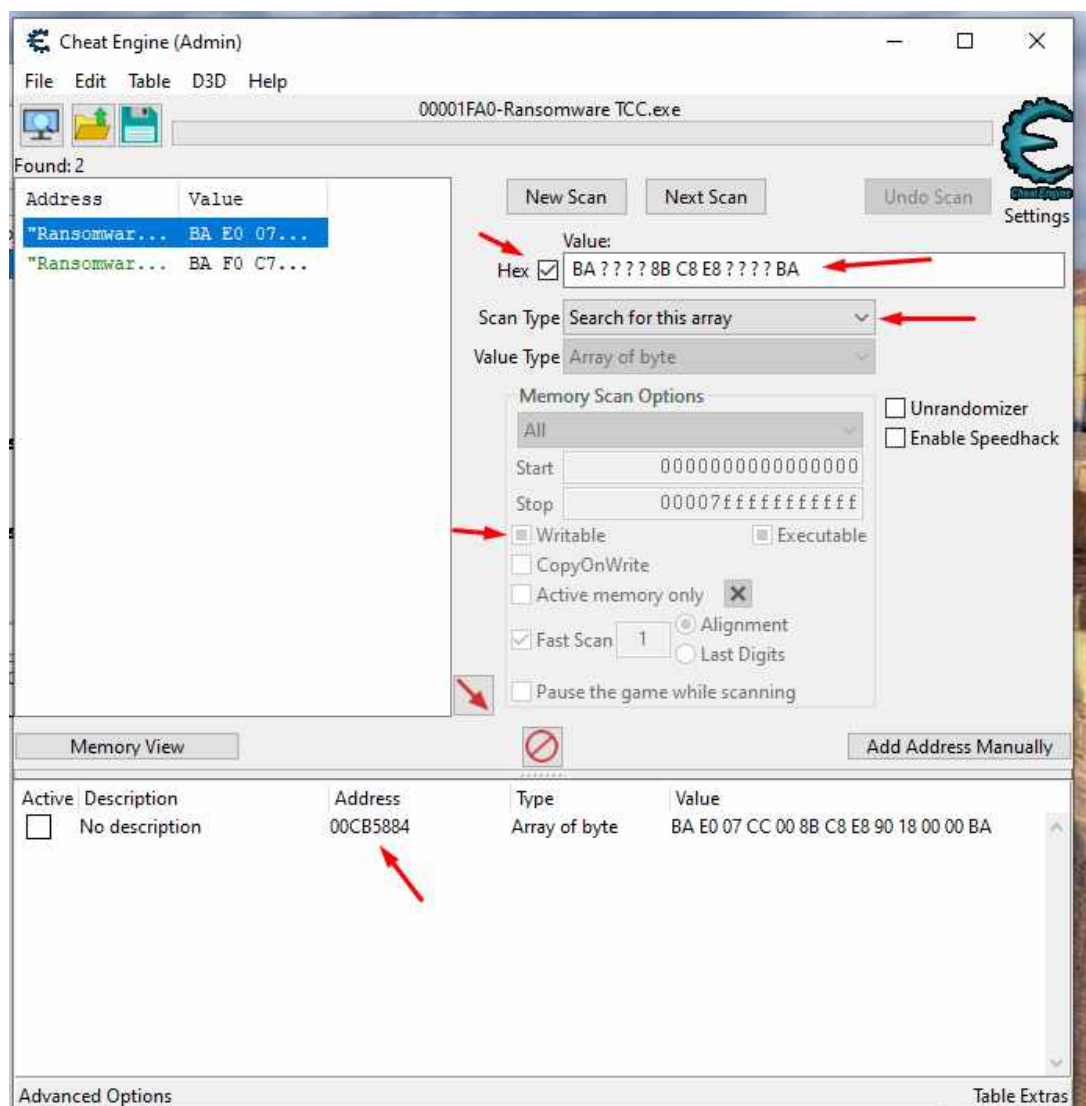 Cheat Engine (Admin)
File Edit Table D3D Help
00001FA0-Ransomware TCC.exe
Found: 2
Address Value
"Ransomwar... BA E0 07...
"Ransomwar... BA F0 C7...
New Scan Next Scan Undo Scan
Cheat Engine
Settings
Value:
Hex BA ? ? ? ? 8B C8 E8 ? ? ? ? BA
Scan Type Search for this array
Value Type Array of byte
Memory Scan Options
All
Start 0000000000000000
Stop 00007fffffffffff
Writable Executable
CopyOnWrite
Active memory only
Fast Scan 1 Alignment
Last Digits
Pause the game while scanning
Unrandomizer
Enable Speedhack
Memory View Add Address Manually
Active Description Address Type Value
No description 00CB5884 Array of byte BA E0 07 CC 00 8B C8 E8 90 18 00 00 BA
Advanced Options Table Extras